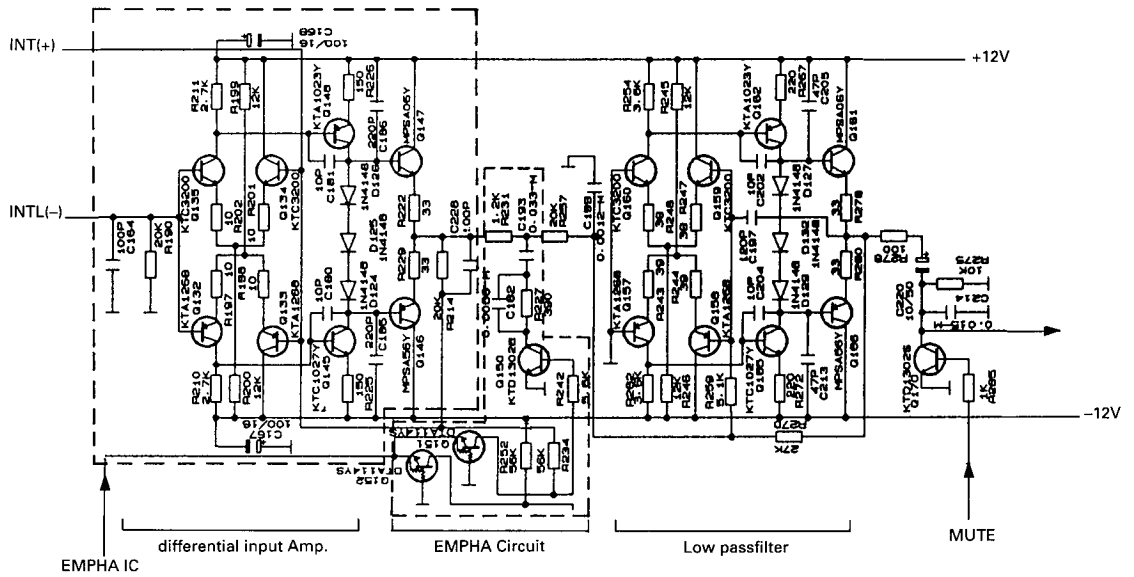 INT(+)
INTL(-)
+12V
-12V
C168
100/16
R211
2.7K
R199
12K
KTA1023Y
Q148
150
R226
220P
C186
MPSA06Y
Q147
KTC3200
Q135
10
R202
R201
10
Q134
KTC3200
10P
C181
1N4148
D126
R222
33
D125
1N4148
C228
100P
100P
C164
20K
R190
10
R197
R198
10
KTA1268
Q132
Q133
KTA1268
10P
C180
1N4148
D124
220P
C185
R229
33
20K
R214
MPSA56Y
Q146
R210
2.7K
R200
12K
KTC1027Y
Q145
150
R225
C167
100/16
1.2K
R231
C193
0.033-M
20K
R257
C182
R227
390
Q150
KTD1302B
R242
5.6K
C189
0.0012-M
DTA114YS
Q151
DTA114YS
Q152
R252
56K
56K
R234
R254
3.6K
R245
12K
KTA1023Y
Q162
220
R267
47P
C205
MPSA06Y
Q161
KTC3200
Q160
39
R248
R247
39
Q159
KTC3200
10P
C202
1N4148
D127
R278
33
120P
C197
D132
1N4148
KTA1268
Q157
R243
39
R244
39
Q158
KTA1268
10P
C204
1N4148
D129
33
R280
R262
3.6K
12K
R246
R259
5.1K
KTC1027Y
Q165
220
R272
47P
C213
MPSA56Y
Q166
R270
27K
R276
100
C220
10/50
R275
10K
C214
0.015-M
KTD1302B
Q170
1K
R285
differential input Amp.
EMPHA Circuit
Low passfilter
MUTE
EMPHA IC